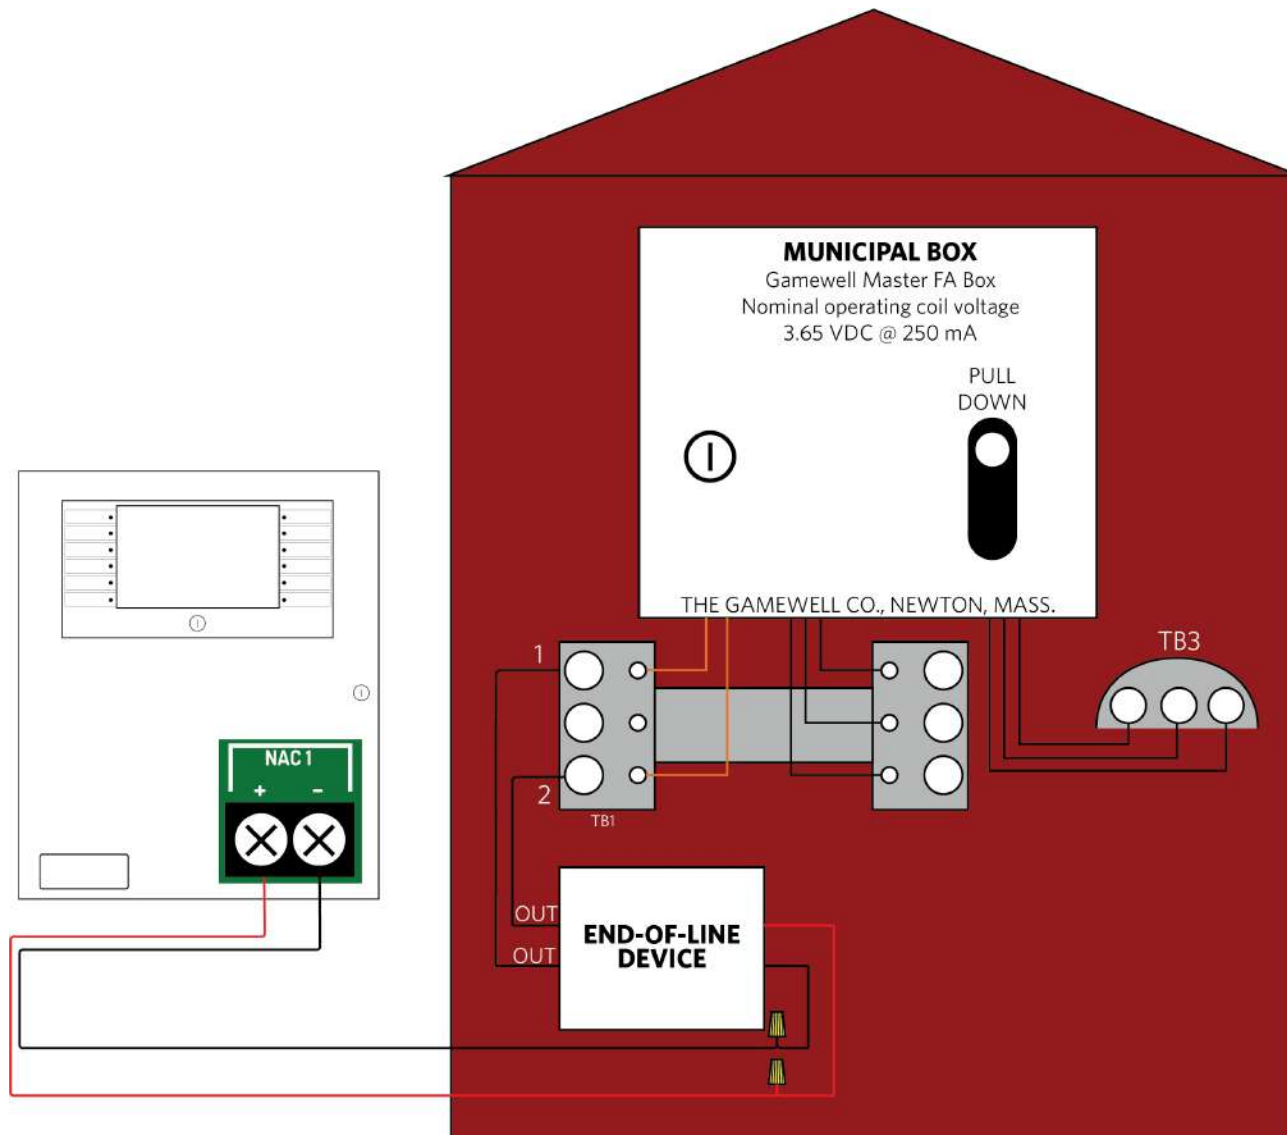 MUNICIPAL BOX
Gamewell Master FA Box
Nominal operating coil voltage
3.65 VDC @ 250 mA
PULL
DOWN
THE GAMEWELL CO., NEWTON, MASS.
1
2
TB1
TB3
NAC 1
+ -
OUT
OUT
END-OF-LINE
DEVICE